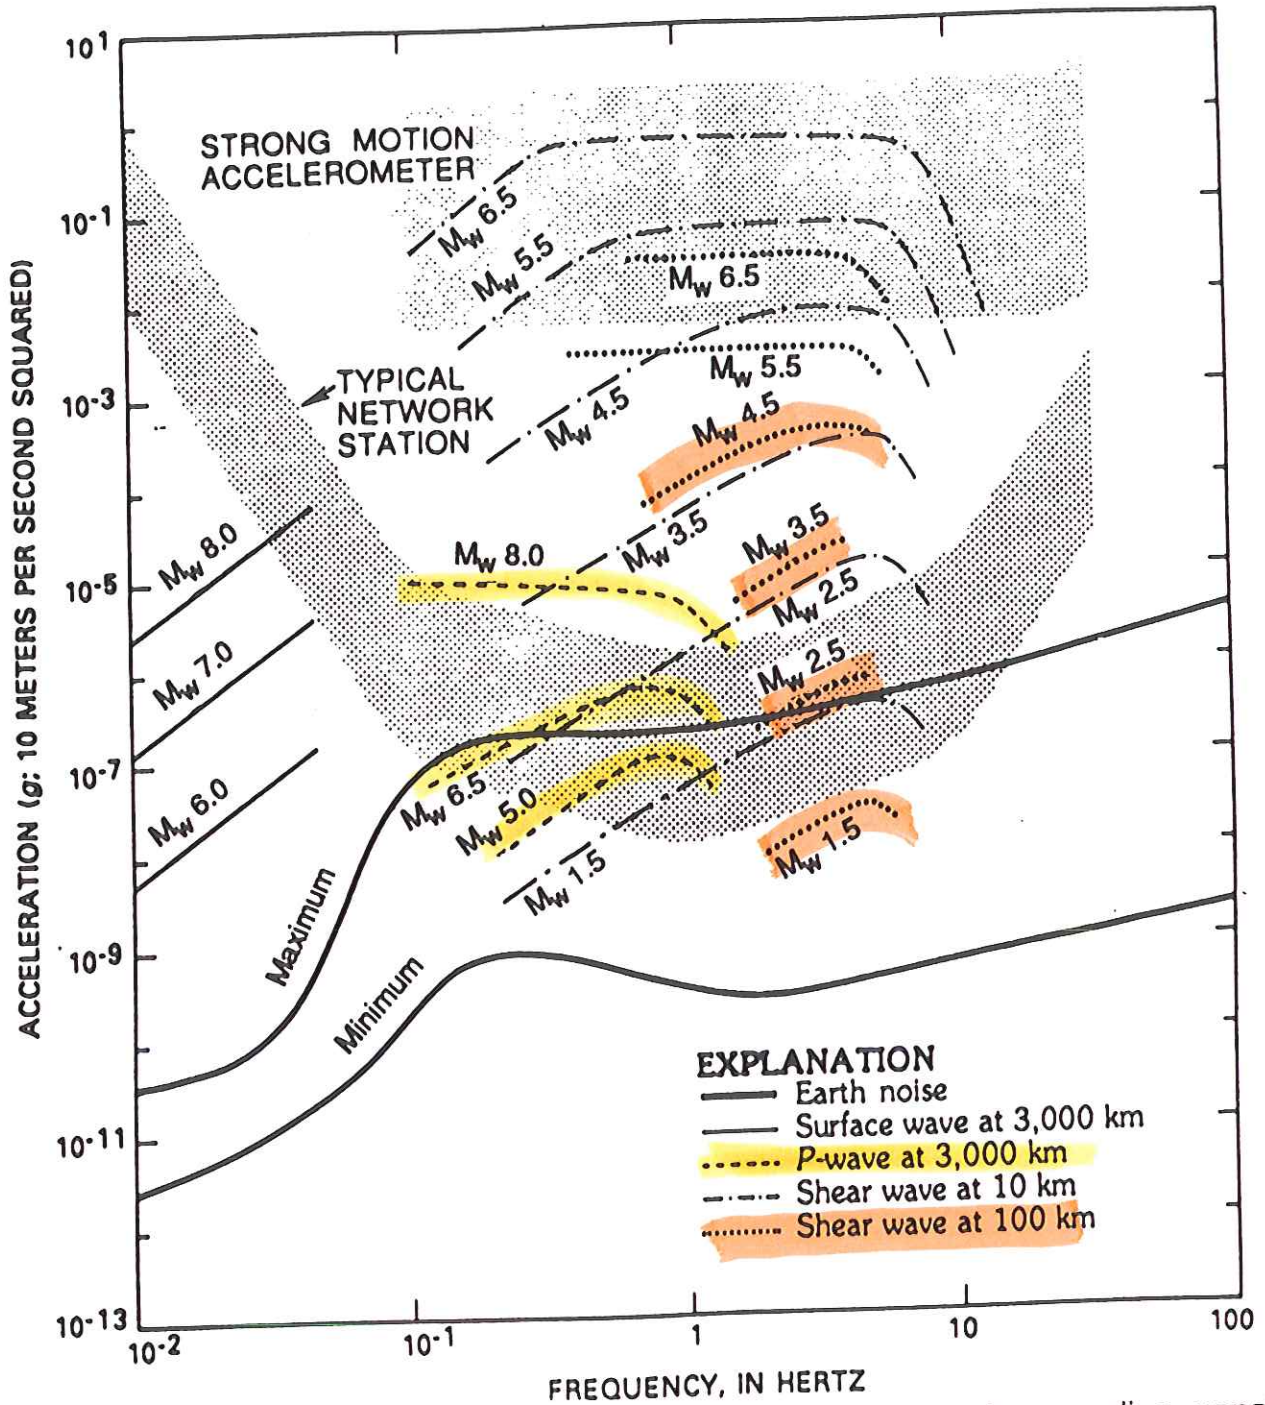 10¹
10⁻¹
10⁻³
10⁻⁵
10⁻⁷
10⁻⁹
10⁻¹¹
10⁻¹³
ACCELERATION (g; 10 METERS PER SECOND SQUARED)
STRONG MOTION
ACCELEROMETER
Mw 6.5
Mw 5.5
Mw 6.5
TYPICAL
NETWORK
STATION
Mw 5.5
Mw 4.5
Mw 4.5
Mw 8.0
Mw 8.0
Mw 3.5
Mw 3.5
Mw 2.5
Mw 7.0
Mw 2.5
Mw 6.0
Mw 6.5
Mw 5.0
Mw 1.5
Mw 1.5
Maximum
Minimum
EXPLANATION
Earth noise
Surface wave at 3,000 km
P-wave at 3,000 km
Shear wave at 10 km
Shear wave at 100 km
10⁻²
10⁻¹
1
10
100
FREQUENCY, IN HERTZ